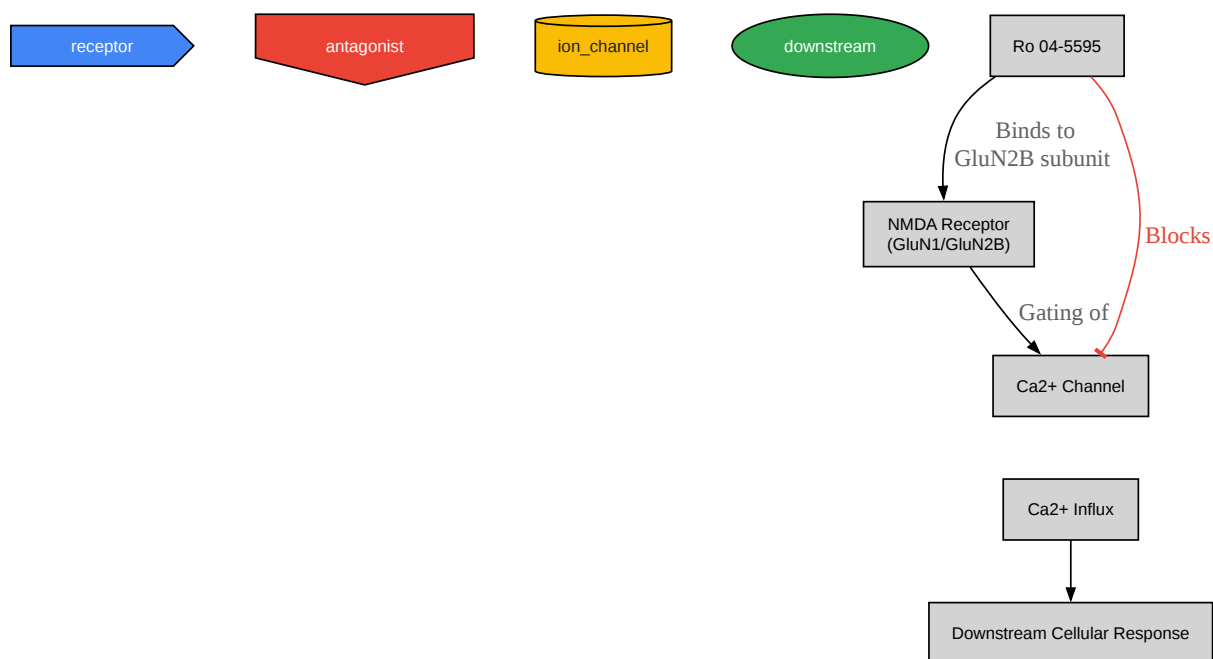 receptor
antagonist
ion_channel
downstream
Ro 04-5595
Binds to
GluN2B subunit
NMDA Receptor
(GluN1/GluN2B)
Blocks
Gating of
Ca2+ Channel
Ca2+ Influx
Downstream Cellular Response